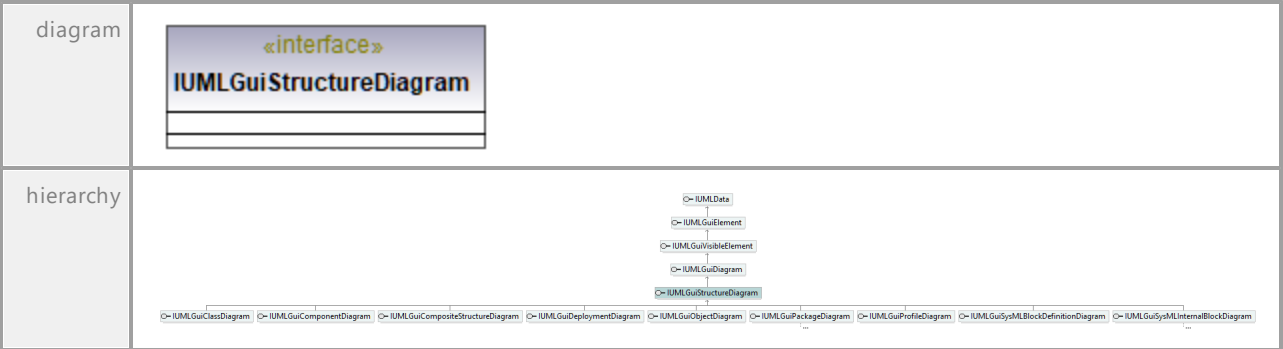 diagram
«interface»
IUMLGuiStructureDiagram
hierarchy
IUMLData
IUMLGuiElement
IUMLGuiVisibleElement
IUMLGuiDiagram
IUMLGuiStructureDiagram
IUMLGuiClassDiagram IUMLGuiComponentDiagram IUMLGuiCompositeStructureDiagram IUMLGuiDeploymentDiagram IUMLGuiObjectDiagram IUMLGuiPackageDiagram IUMLGuiProfileDiagram IUMLGuiSysMLBlockDefinitionDiagram IUMLGuiSysMLInternalBlockDiagram
... ...